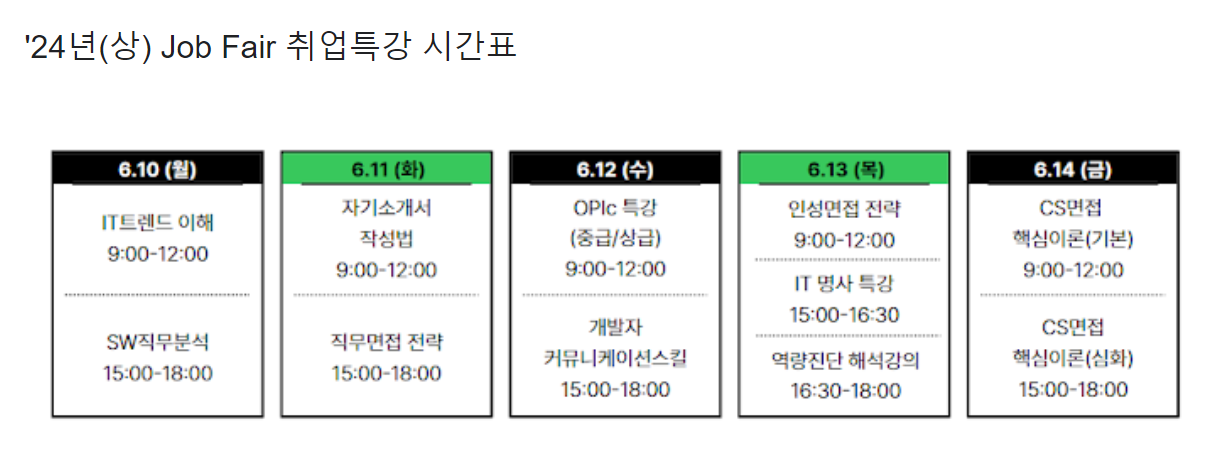 '24년(상) Job Fair 취업특강 시간표
6.10 (월)
IT트렌드 이해
9:00-12:00
SW직무분석
15:00-18:00
6.11 (화)
자기소개서
작성법
9:00-12:00
직무면접 전략
15:00-18:00
6.12 (수)
OPIc 특강
(중급/상급)
9:00-12:00
개발자
커뮤니케이션스킬
15:00-18:00
6.13 (목)
인성면접 전략
9:00-12:00
IT 명사 특강
15:00-16:30
역량진단 해석강의
16:30-18:00
6.14 (금)
CS면접
핵심이론(기본)
9:00-12:00
CS면접
핵심이론(심화)
15:00-18:00